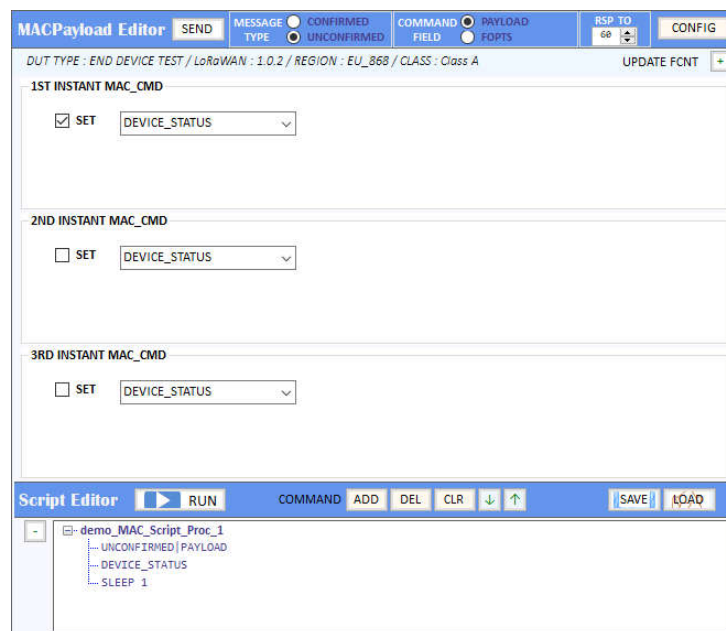 MACPayload Editor SEND MESSAGE TYPE CONFIRMED UNCONFIRMED COMMAND FIELD PAYLOAD FOPTS RSP TO 60 CONFIG
DUT TYPE : END DEVICE TEST / LoRaWAN : 1.0.2 / REGION : EU_868 / CLASS : Class A UPDATE FCNT +
1ST INSTANT MAC_CMD
SET DEVICE_STATUS
2ND INSTANT MAC_CMD
SET DEVICE_STATUS
3RD INSTANT MAC_CMD
SET DEVICE_STATUS
Script Editor RUN COMMAND ADD DEL CLR ↓ ↑ SAVE LOAD
- demo_MAC_Script_Proc_1
UNCONFIRMED|PAYLOAD
DEVICE_STATUS
SLEEP 1